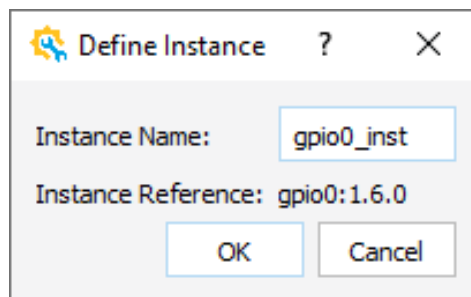 Define Instance ?
Instance Name: gpio0_inst
Instance Reference: gpio0:1.6.0
OK Cancel